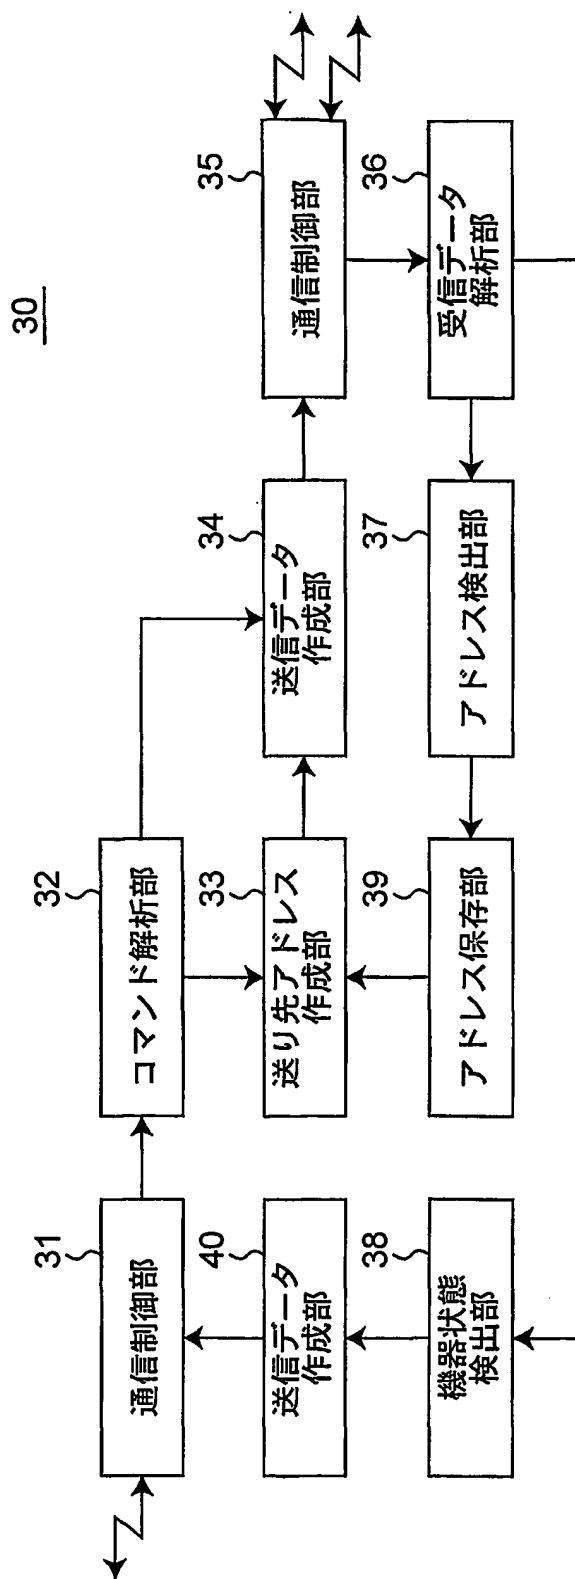 30
31
通信制御部
32
コマンド解析部
40
送信データ
作成部
33
送り先アドレス
作成部
34
送信データ
作成部
35
通信制御部
38
機器状態
検出部
39
アドレス保存部
37
アドレス検出部
36
受信データ
解析部